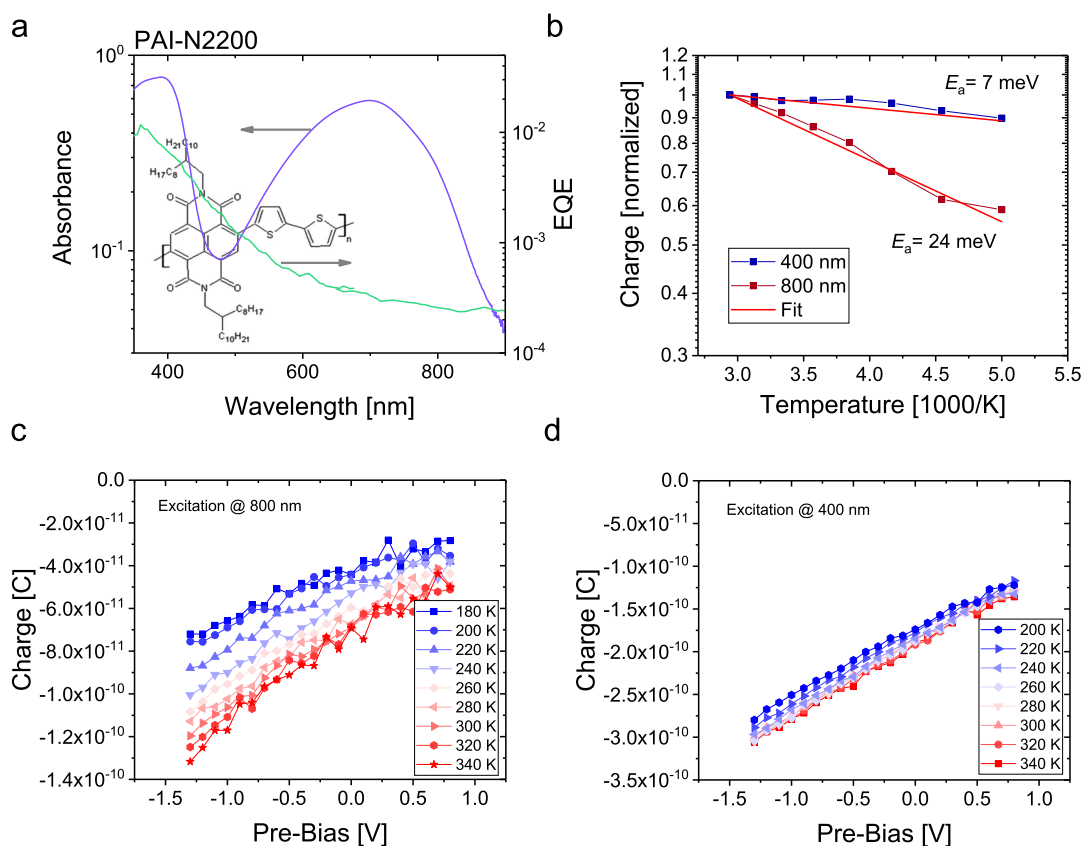 a
PAI-N2200
10⁰
10⁻¹
Absorbance
10⁻²
10⁻³
10⁻⁴
EQE
400
600
800
Wavelength [nm]
H₂₁C₁₀
H₁₇C₈
O
N
O
S
S
n
O
N
O
C₈H₁₇
C₁₀H₂₁
b
1.2
1.1
1
0.9
0.8
0.7
0.6
0.5
0.4
0.3
Charge [normalized]
Eₐ= 7 meV
Eₐ= 24 meV
400 nm
800 nm
Fit
3.0
3.5
4.0
4.5
5.0
5.5
Temperature [1000/K]
c
0.0
-2.0x10⁻¹¹
-4.0x10⁻¹¹
-6.0x10⁻¹¹
-8.0x10⁻¹¹
-1.0x10⁻¹⁰
-1.2x10⁻¹⁰
-1.4x10⁻¹⁰
Charge [C]
Excitation @ 800 nm
180 K
200 K
220 K
240 K
260 K
280 K
300 K
320 K
340 K
-1.5
-1.0
-0.5
0.0
0.5
1.0
Pre-Bias [V]
d
0.0
-5.0x10⁻¹¹
-1.0x10⁻¹⁰
-1.5x10⁻¹⁰
-2.0x10⁻¹⁰
-2.5x10⁻¹⁰
-3.0x10⁻¹⁰
-3.5x10⁻¹⁰
Charge [C]
Excitation @ 400 nm
200 K
220 K
240 K
260 K
280 K
300 K
320 K
340 K
-1.5
-1.0
-0.5
0.0
0.5
1.0
Pre-Bias [V]